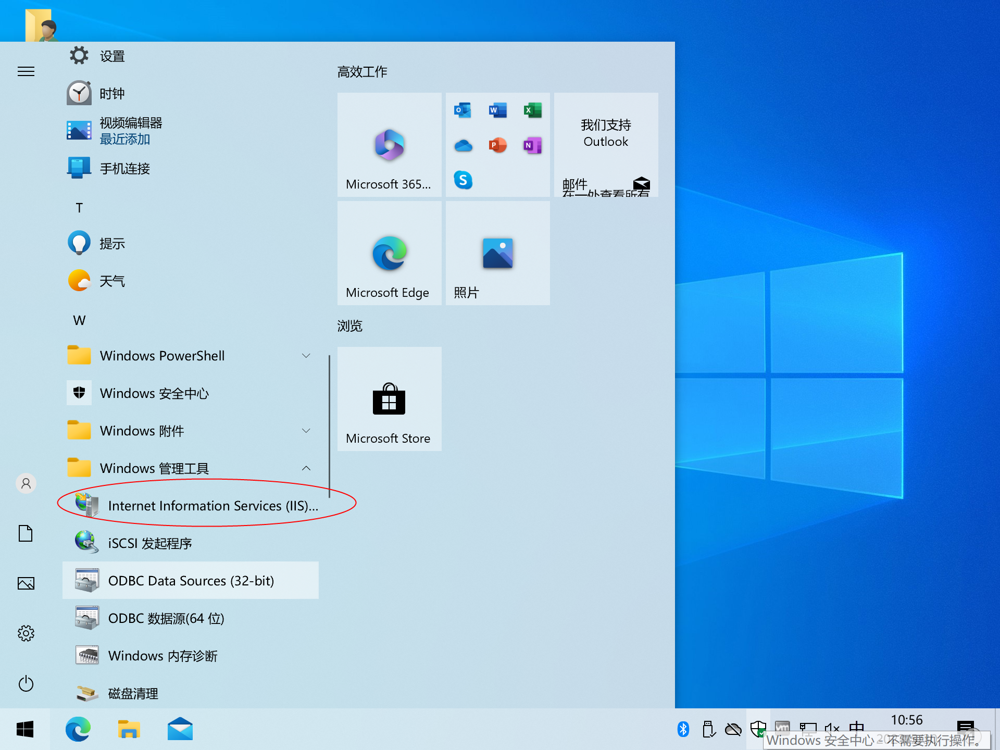 设置
时钟
视频编辑器
最近添加
手机连接
T
提示
天气
W
Windows PowerShell
Windows 安全中心
Windows 附件
Windows 管理工具
Internet Information Services (IIS)...
iSCSI 发起程序
ODBC Data Sources (32-bit)
ODBC 数据源(64 位)
Windows 内存诊断
磁盘清理
高效工作
Microsoft 365...
我们支持
Outlook
邮件
在一处查看所有
Microsoft Edge
照片
浏览
Microsoft Store
中
10:56
Windows 安全中心 - 不需要执行操作。